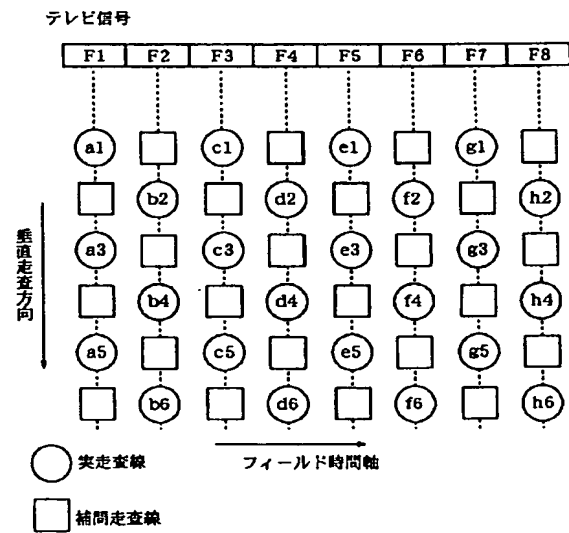 テレビ信号
F1 F2 F3 F4 F5 F6 F7 F8
a1 c1 e1 g1
b2 d2 f2 h2
a3 c3 e3 g3
b4 d4 f4 h4
a5 c5 e5 g5
b6 d6 f6 h6
垂直走査方向
フィールド時間軸
実走査線
補間走査線